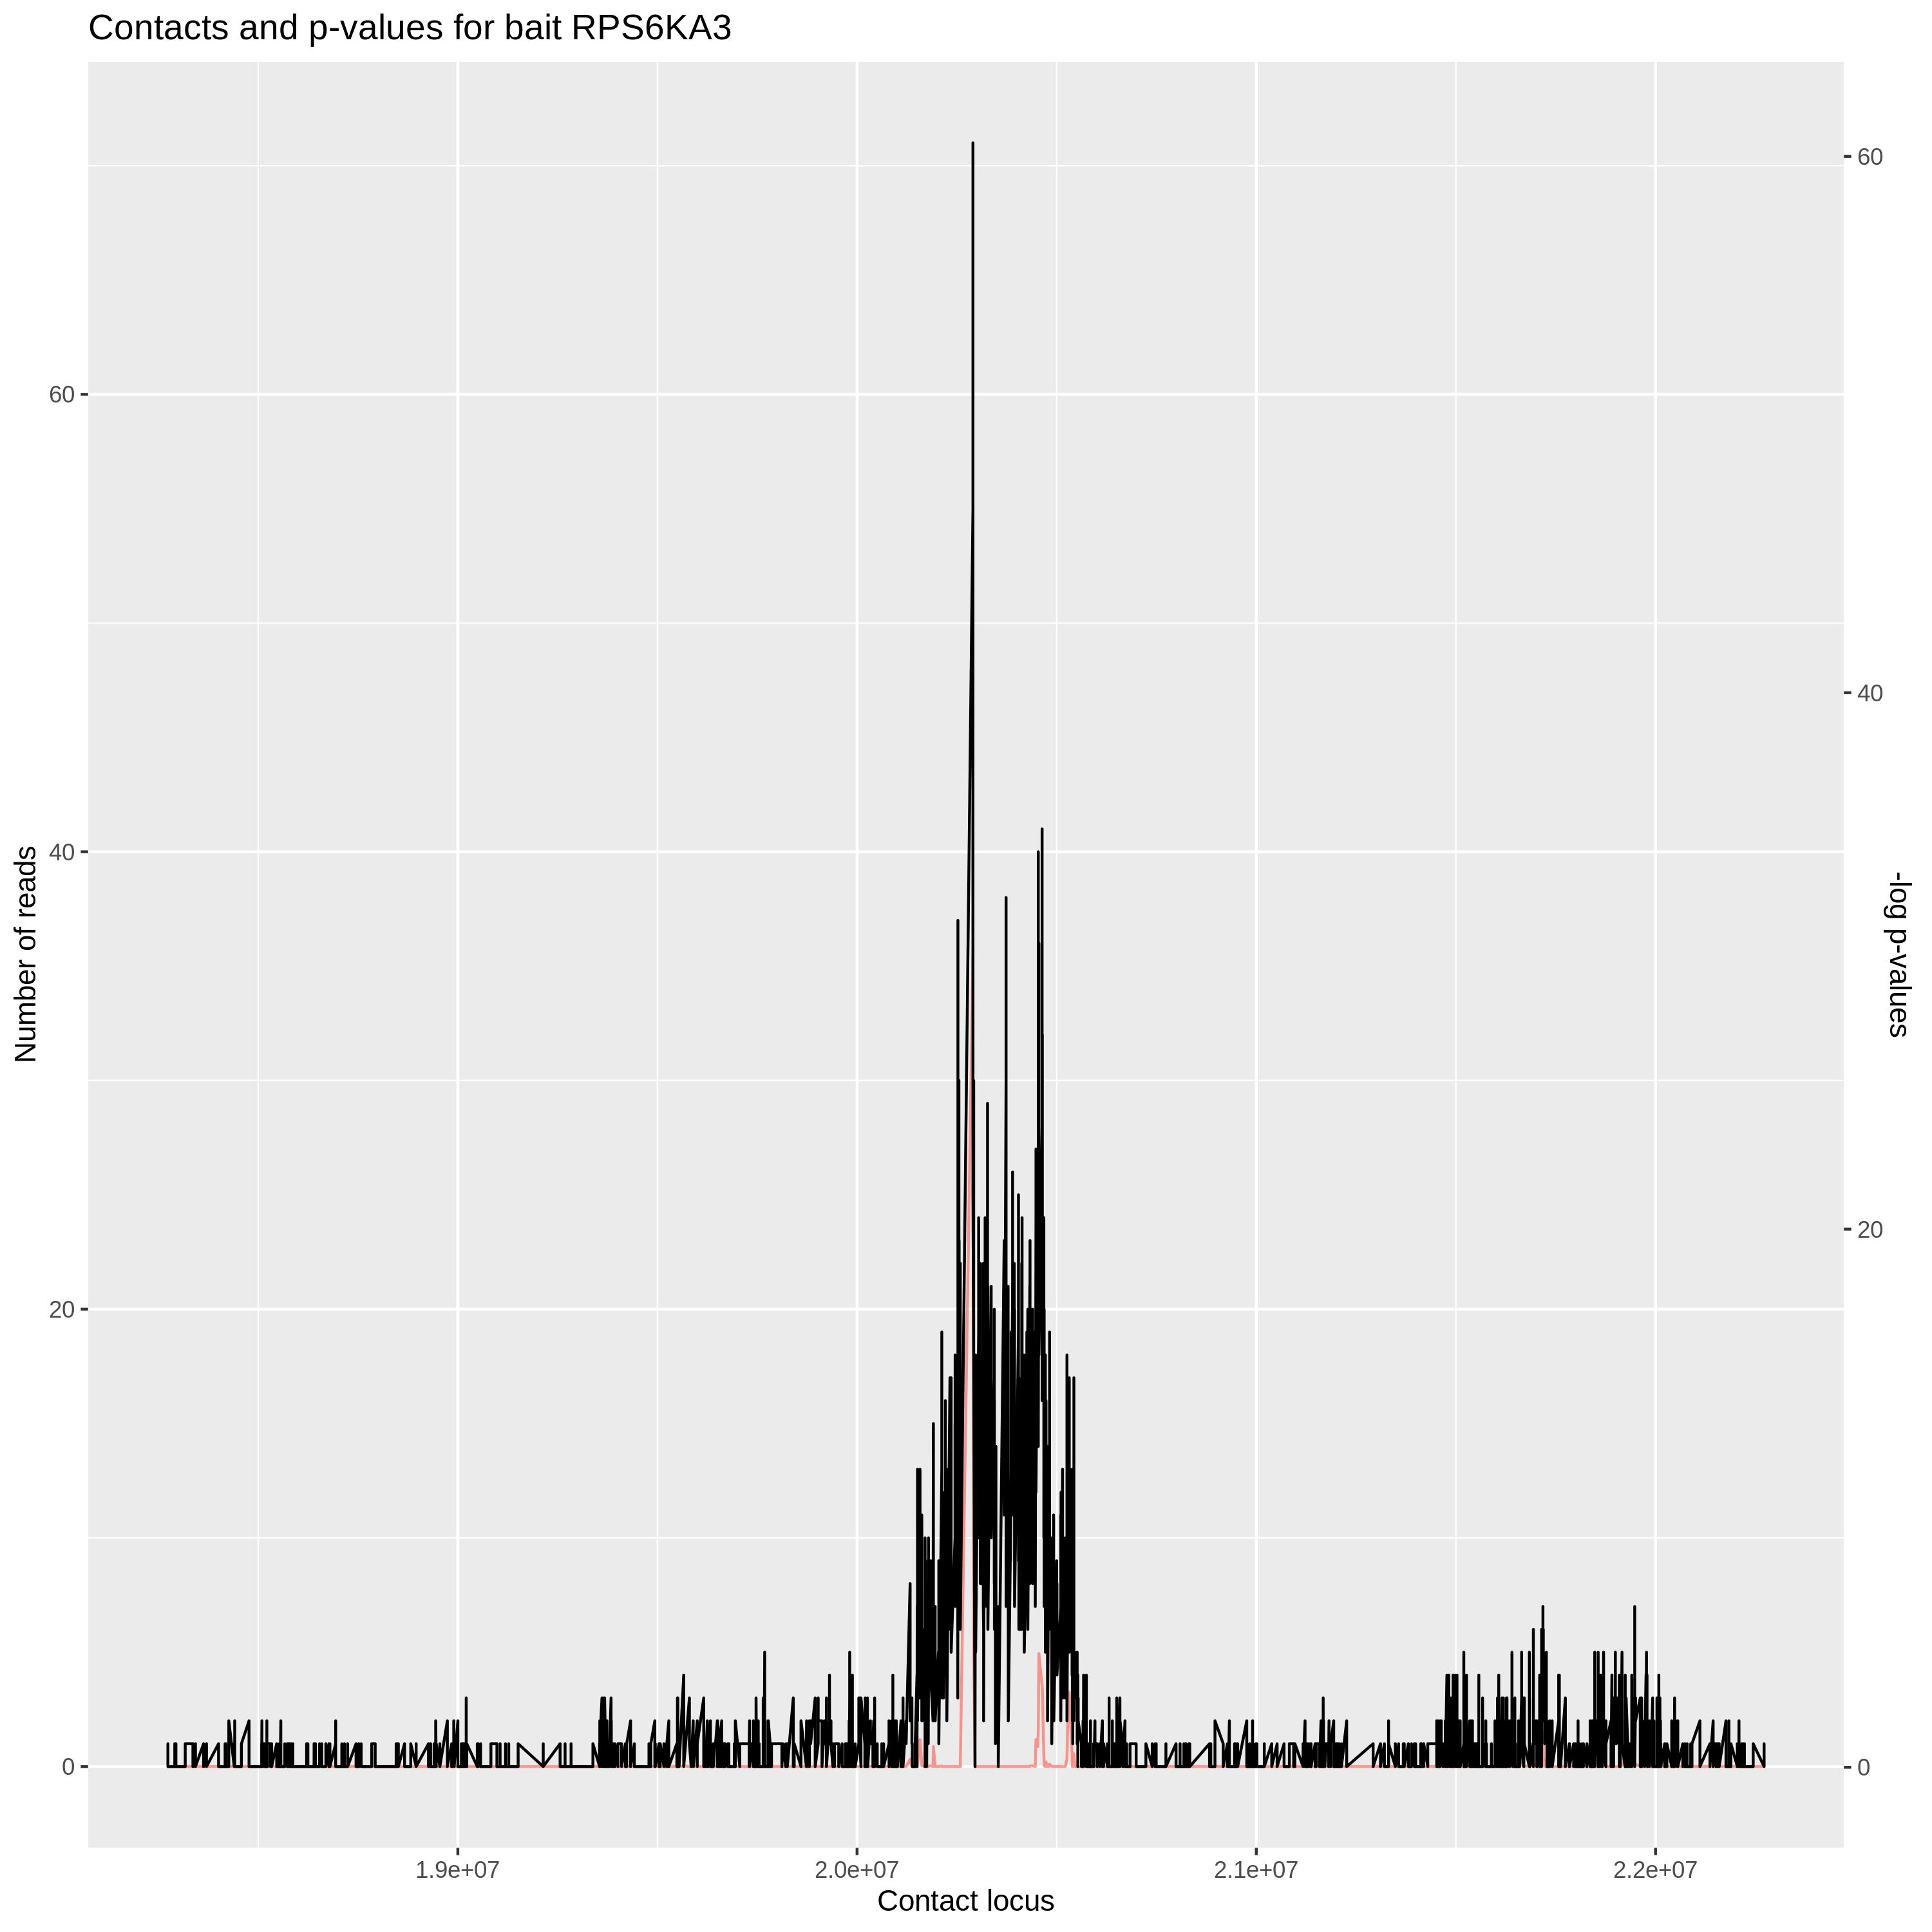 Contacts and p-values for bait RPS6KA3
60
40
20
0
Number of reads
60
40
20
0
-log p-values
1.9e+07
2.0e+07
2.1e+07
2.2e+07
Contact locus